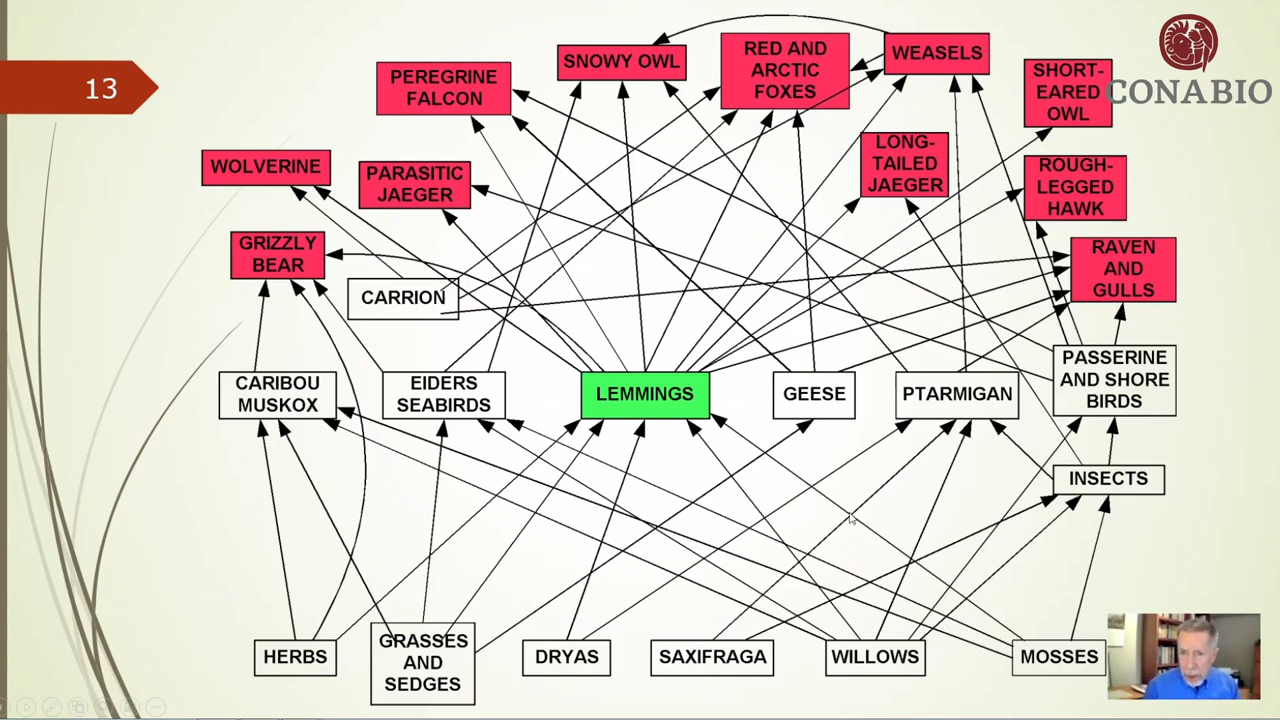 13
CONABIO
SNOWY OWL
RED AND
ARCTIC
FOXES
WEASELS
PEREGRINE
FALCON
SHORT-
EARED
OWL
WOLVERINE
PARASITIC
JAEGER
LONG-
TAILED
JAEGER
ROUGH-
LEGGED
HAWK
GRIZZLY
BEAR
RAVEN
AND
GULLS
CARRION
CARIBOU
MUSKOX
EIDERS
SEABIRDS
LEMMINGS
GEESE
PTARMIGAN
PASSERINE
AND SHORE
BIRDS
INSECTS
HERBS
GRASSES
AND
SEDGES
DRYAS
SAXIFRAGA
WILLOWS
MOSSES